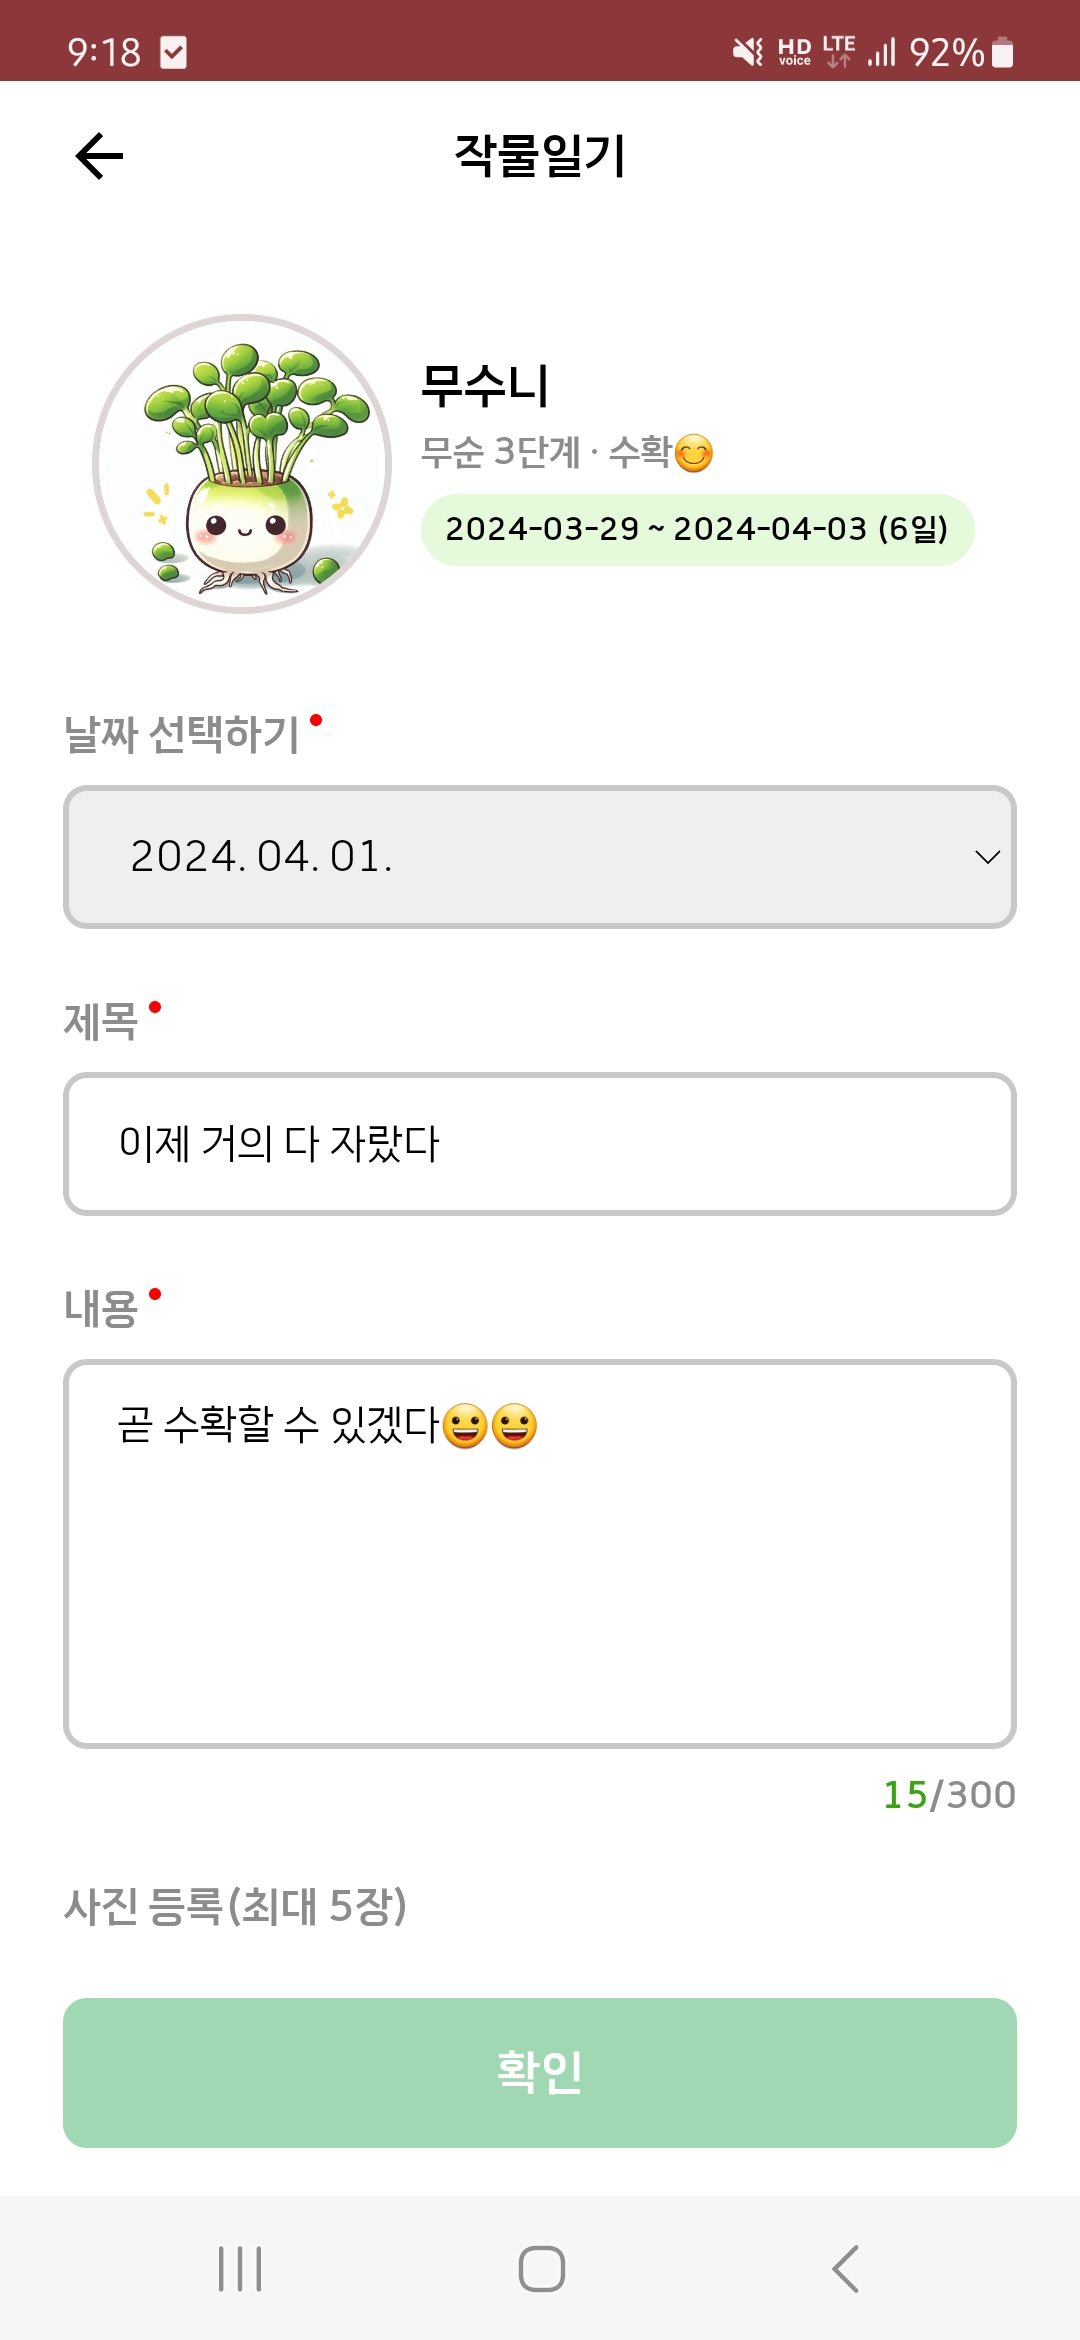 9:18
HD voice LTE 92%
작물일기
무수니
무순 3단계 · 수확😊
2024-03-29 ~ 2024-04-03 (6일)
날짜 선택하기
2024. 04. 01.
제목
이제 거의 다 자랐다
내용
곧 수확할 수 있겠다😀😀
15/300
사진 등록(최대 5장)
확인